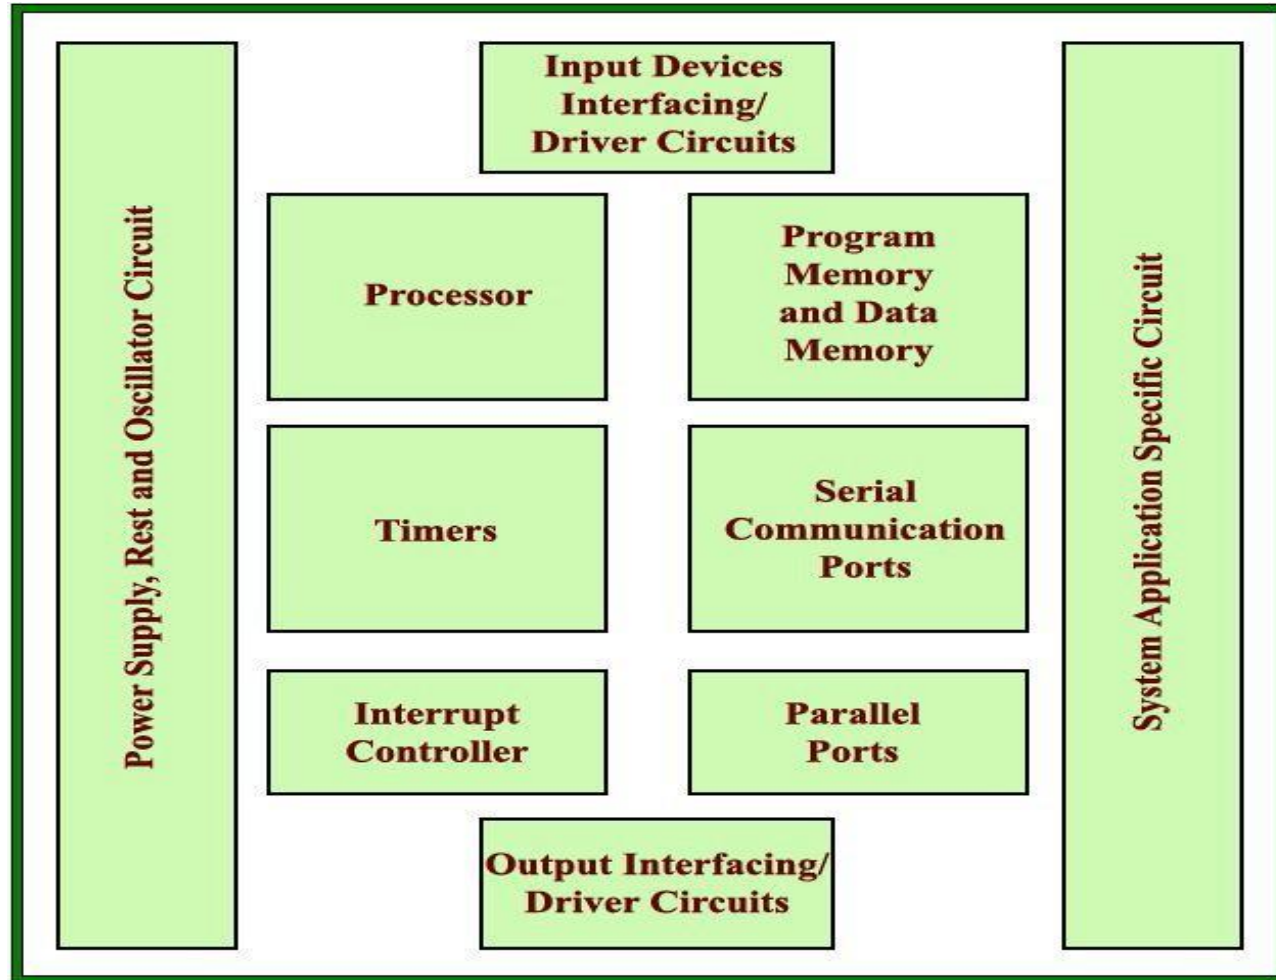 Input Devices
Interfacing/
Driver Circuits
Power Supply, Rest and Oscillator Circuit
Processor
Program
Memory
and Data
Memory
System Application Specific Circuit
Timers
Serial
Communication
Ports
Interrupt
Controller
Parallel
Ports
Output Interfacing/
Driver Circuits